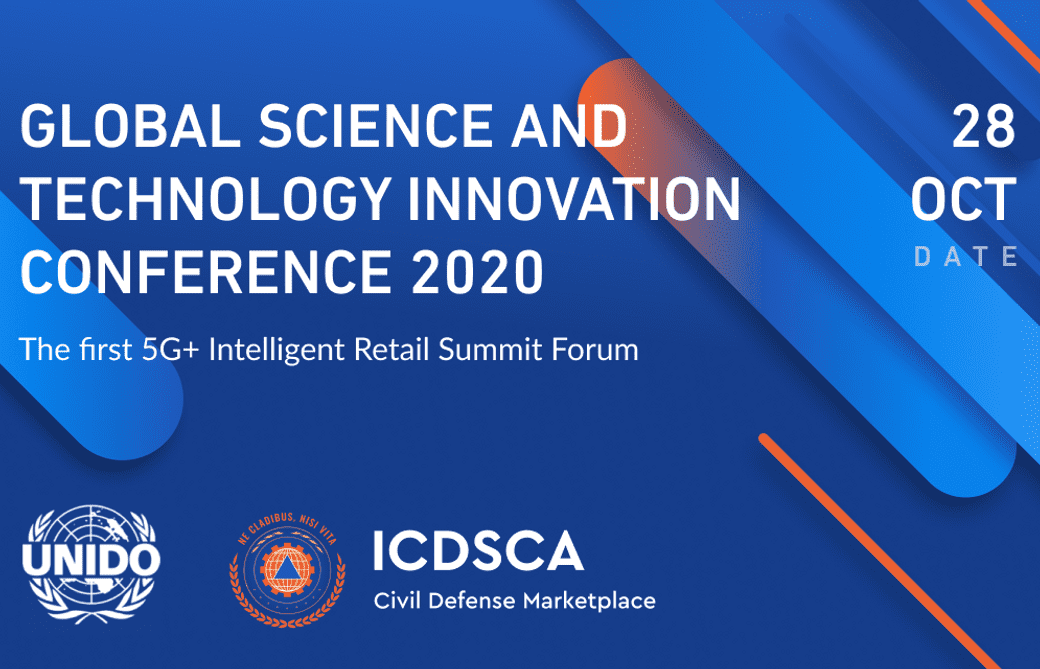 GLOBAL SCIENCE AND
TECHNOLOGY INNOVATION
CONFERENCE 2020
The first 5G+ Intelligent Retail Summit Forum
28
OCT
DATE
UNIDO
NE CLADIBUS, NISI VITA
ICDSCA
Civil Defense Marketplace